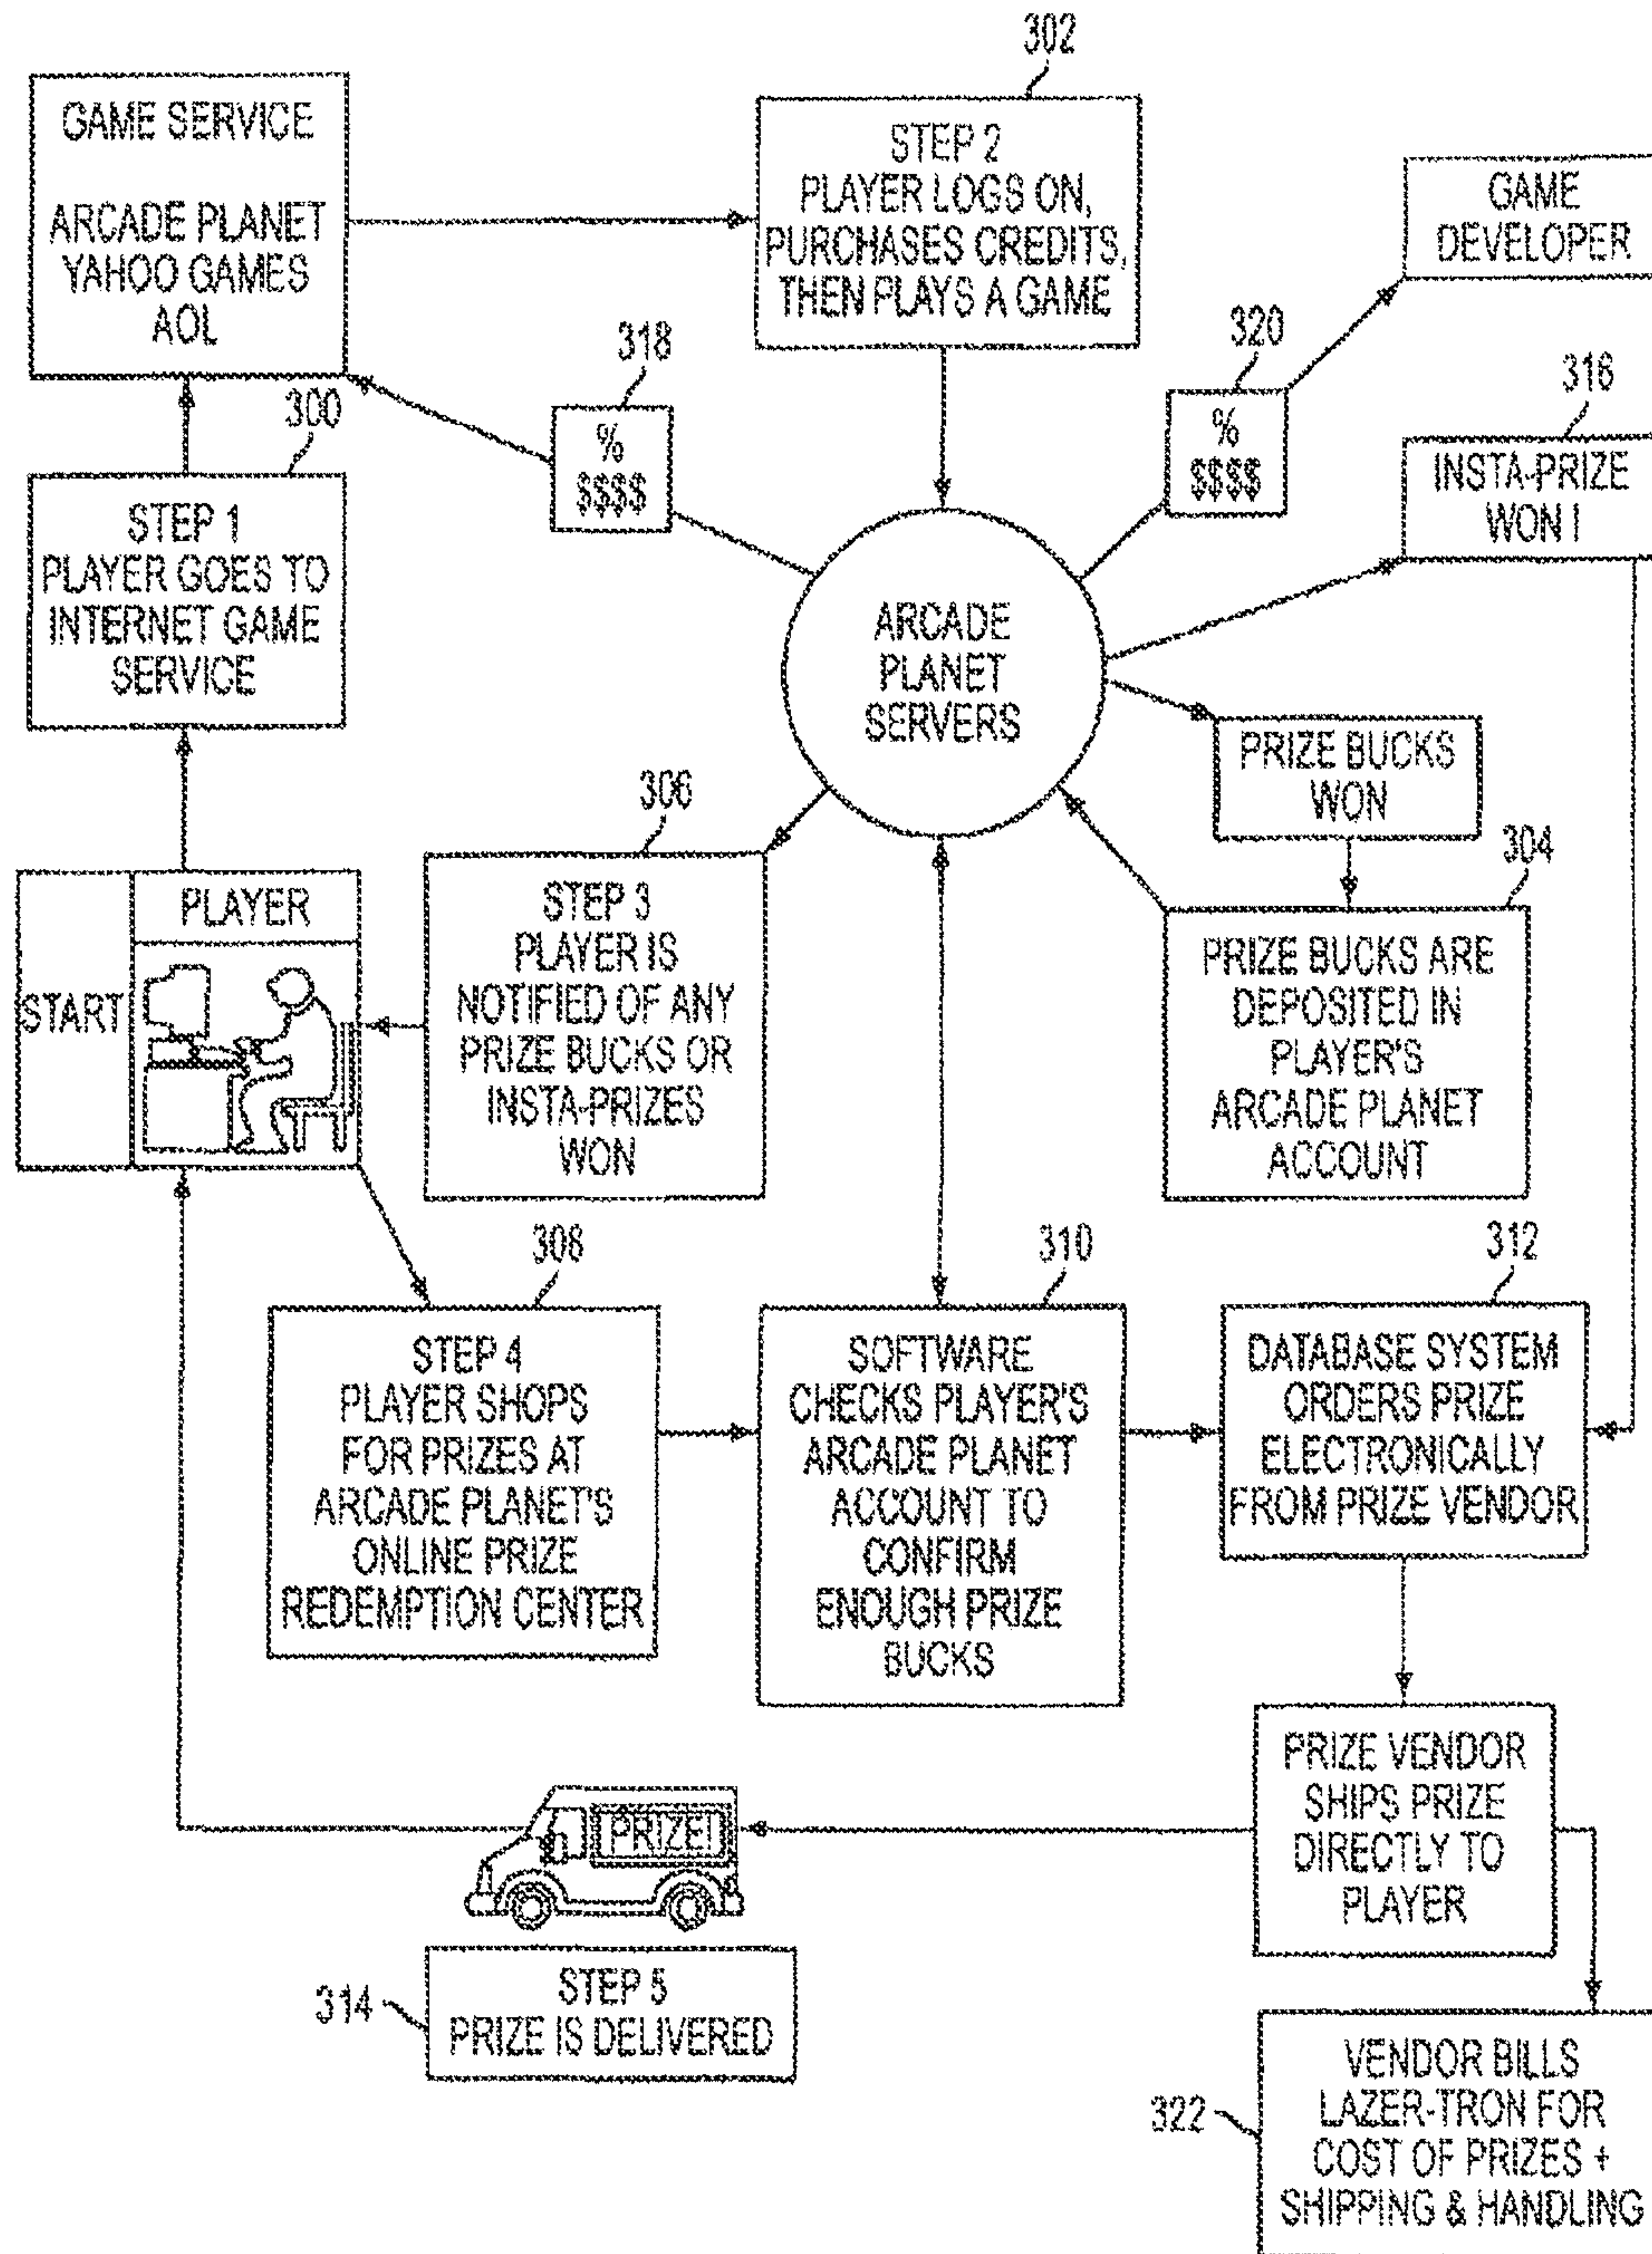 302
GAME SERVICE
ARCADE PLANET
YAHOO GAMES
AOL
STEP 2
PLAYER LOGS ON,
PURCHASES CREDITS,
THEN PLAYS A GAME
GAME
DEVELOPER
318
%
$$$$
320
%
$$$$
316
INSTA-PRIZE
WON !
300
STEP 1
PLAYER GOES TO
INTERNET GAME
SERVICE
ARCADE
PLANET
SERVERS
PRIZE BUCKS
WON
306
304
START
PLAYER
STEP 3
PLAYER IS
NOTIFIED OF ANY
PRIZE BUCKS OR
INSTA-PRIZES
WON
PRIZE BUCKS ARE
DEPOSITED IN
PLAYER'S
ARCADE PLANET
ACCOUNT
308
STEP 4
PLAYER SHOPS
FOR PRIZES AT
ARCADE PLANET'S
ONLINE PRIZE
REDEMPTION CENTER
310
SOFTWARE
CHECKS PLAYER'S
ARCADE PLANET
ACCOUNT TO
CONFIRM
ENOUGH PRIZE
BUCKS
312
DATABASE SYSTEM
ORDERS PRIZE
ELECTRONICALLY
FROM PRIZE VENDOR
PRIZE!
PRIZE VENDOR
SHIPS PRIZE
DIRECTLY TO
PLAYER
314
STEP 5
PRIZE IS DELIVERED
322
VENDOR BILLS
LAZER-TRON FOR
COST OF PRIZES +
SHIPPING & HANDLING